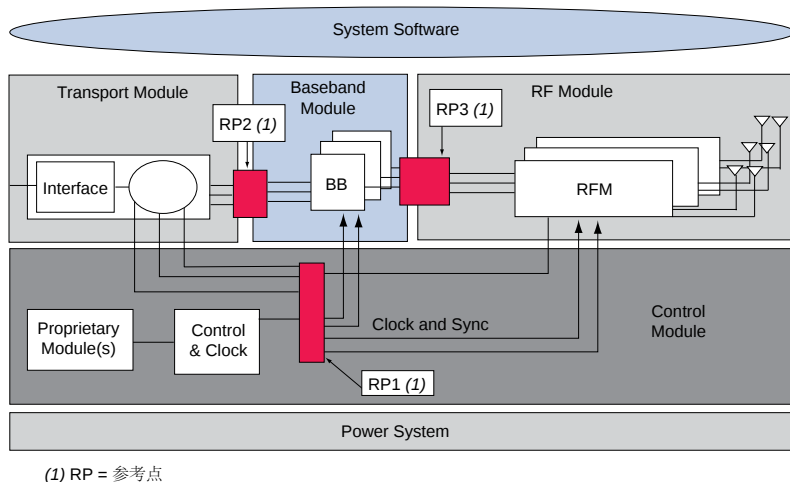 System Software
Transport Module
Baseband
Module
RF Module
RP2 (1)
RP3 (1)
Interface
BB
RFM
Proprietary
Module(s)
Control
& Clock
Clock and Sync
Control
Module
RP1 (1)
Power System
(1) RP = 参考点